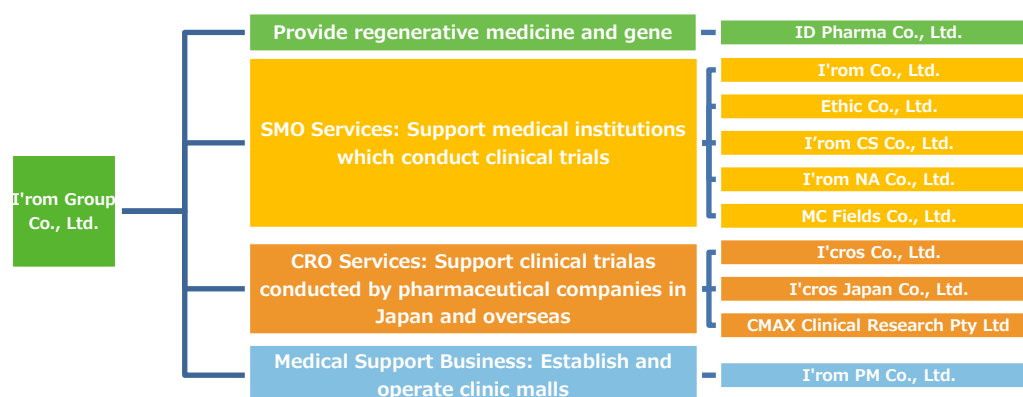 I'rom Group
Co., Ltd.
Provide regenerative medicine and gene
ID Pharma Co., Ltd.
SMO Services: Support medical institutions
which conduct clinical trials
I'rom Co., Ltd.
Ethic Co., Ltd.
I’rom CS Co., Ltd.
I'rom NA Co., Ltd.
MC Fields Co., Ltd.
CRO Services: Support clinical trialas
conducted by pharmaceutical companies in
Japan and overseas
I'cros Co., Ltd.
I'cros Japan Co., Ltd.
CMAX Clinical Research Pty Ltd
Medical Support Business: Establish and
operate clinic malls
I'rom PM Co., Ltd.